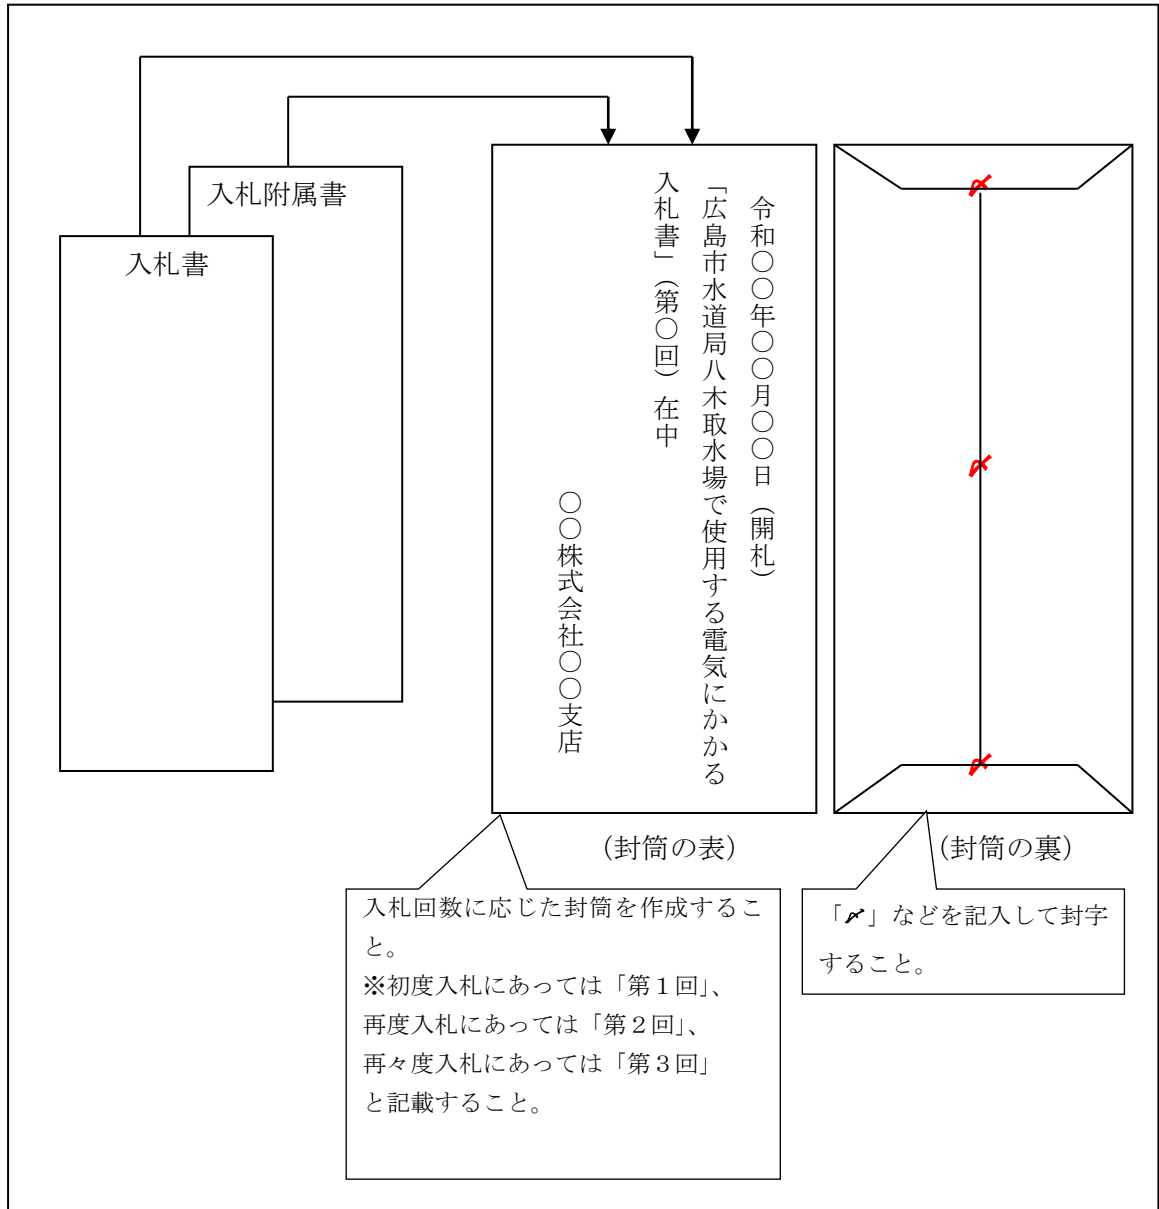 入札附属書
入札書
令和〇〇年〇〇月〇〇日（開札）
「広島市水道局八木取水場で使用する電気にかかる
入札書」（第〇回）在中
〇〇株式会社〇〇支店
〆
〆
〆
（封筒の表）
（封筒の裏）
入札回数に応じた封筒を作成するこ
と。
※初度入札にあっては「第１回」、
再度入札にあっては「第２回」、
再々度入札にあっては「第３回」
と記載すること。
「〆」などを記入して封字
すること。